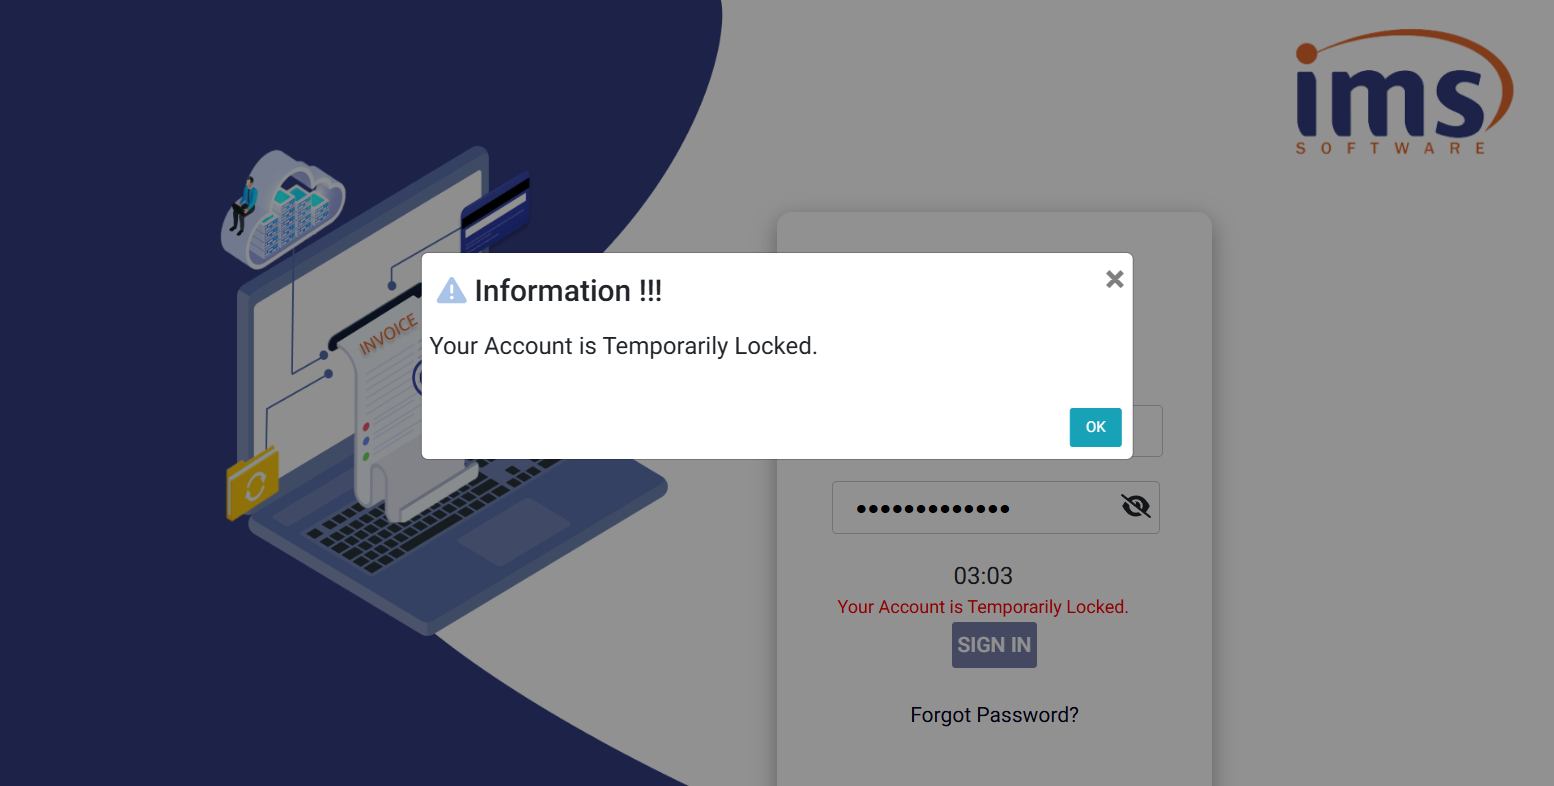 ims
SOFTWARE
INVOICE
Information !!!
Your Account is Temporarily Locked.
OK
•••••••••••••
03:03
Your Account is Temporarily Locked.
SIGN IN
Forgot Password?